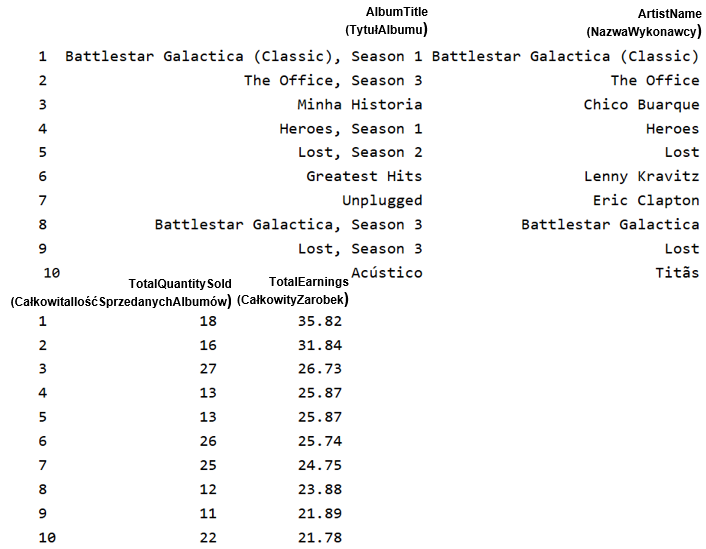 AlbumTitle ArtistName
(TytułAlbumu) (NazwaWykonawcy)
1 Battlestar Galactica (Classic), Season 1 Battlestar Galactica (Classic)
2 The Office, Season 3 The Office
3 Minha Historia Chico Buarque
4 Heroes, Season 1 Heroes
5 Lost, Season 2 Lost
6 Greatest Hits Lenny Kravitz
7 Unplugged Eric Clapton
8 Battlestar Galactica, Season 3 Battlestar Galactica
9 Lost, Season 3 Lost
10 Acústico Titãs
TotalQuantitySold TotalEarnings
(CałkowitaIlośćSprzedanychAlbumów) (CałkowityZarobek)
1 18 35.82
2 16 31.84
3 27 26.73
4 13 25.87
5 13 25.87
6 26 25.74
7 25 24.75
8 12 23.88
9 11 21.89
10 22 21.78